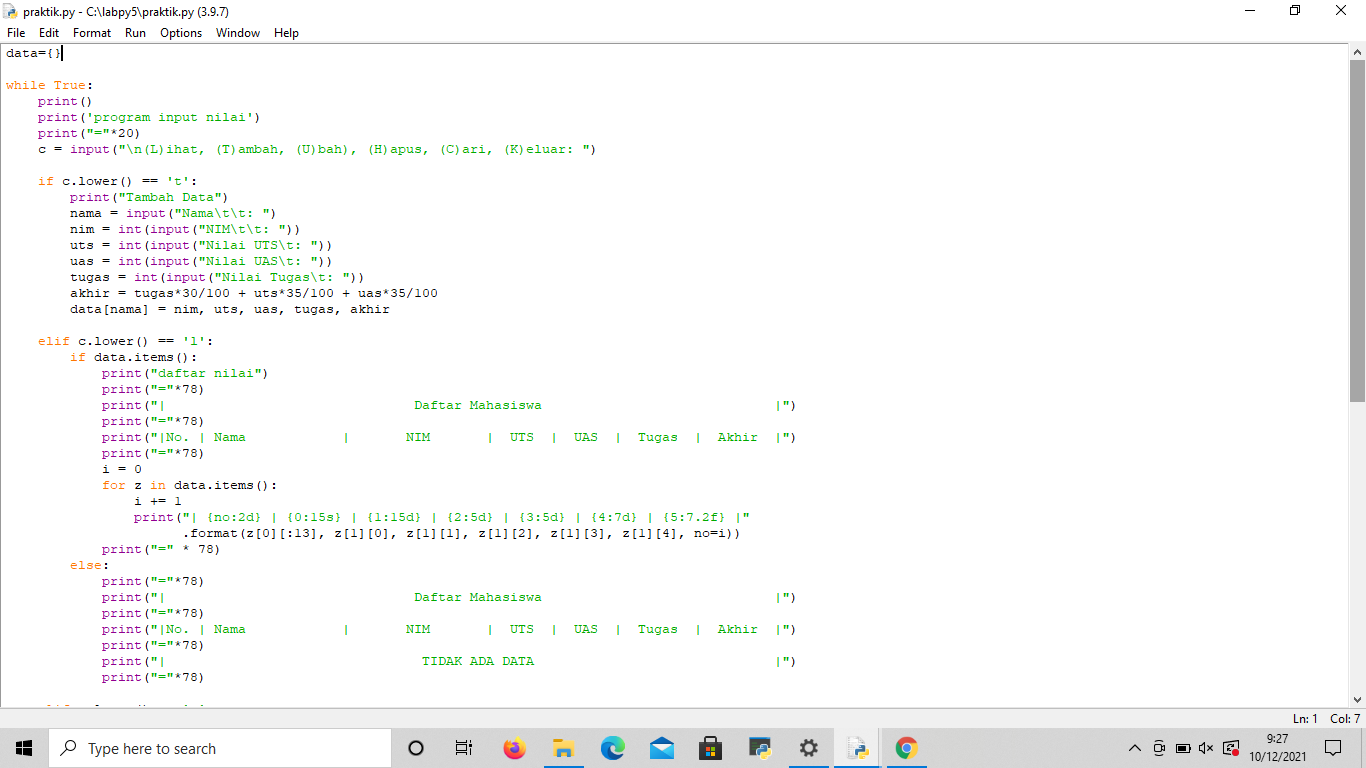 praktik.py - C:\labpy5\praktik.py (3.9.7)
File Edit Format Run Options Window Help
data={}
while True:
    print()
    print('program input nilai')
    print("="*20)
    c = input("\n(L)ihat, (T)ambah, (U)bah), (H)apus, (C)ari, (K)eluar: ")
    if c.lower() == 't':
        print("Tambah Data")
        nama = input("Nama\t\t: ")
        nim = int(input("NIM\t\t: "))
        uts = int(input("Nilai UTS\t: "))
        uas = int(input("Nilai UAS\t: "))
        tugas = int(input("Nilai Tugas\t: "))
        akhir = tugas*30/100 + uts*35/100 + uas*35/100
        data[nama] = nim, uts, uas, tugas, akhir
    elif c.lower() == 'l':
        if data.items():
            print("daftar nilai")
            print("="*78)
            print("|                               Daftar Mahasiswa                             |")
            print("="*78)
            print("|No. | Nama            |       NIM       |  UTS  |  UAS  |  Tugas  |  Akhir  |")
            print("="*78)
            i = 0
            for z in data.items():
                i += 1
                print("| {no:2d} | {0:15s} | {1:15d} | {2:5d} | {3:5d} | {4:7d} | {5:7.2f} |"
                      .format(z[0][:13], z[1][0], z[1][1], z[1][2], z[1][3], z[1][4], no=i))
            print("=" * 78)
        else:
            print("="*78)
            print("|                               Daftar Mahasiswa                             |")
            print("="*78)
            print("|No. | Nama            |       NIM       |  UTS  |  UAS  |  Tugas  |  Akhir  |")
            print("="*78)
            print("|                                TIDAK ADA DATA                              |")
            print("="*78)
Ln: 1 Col: 7
Type here to search
9:27
10/12/2021